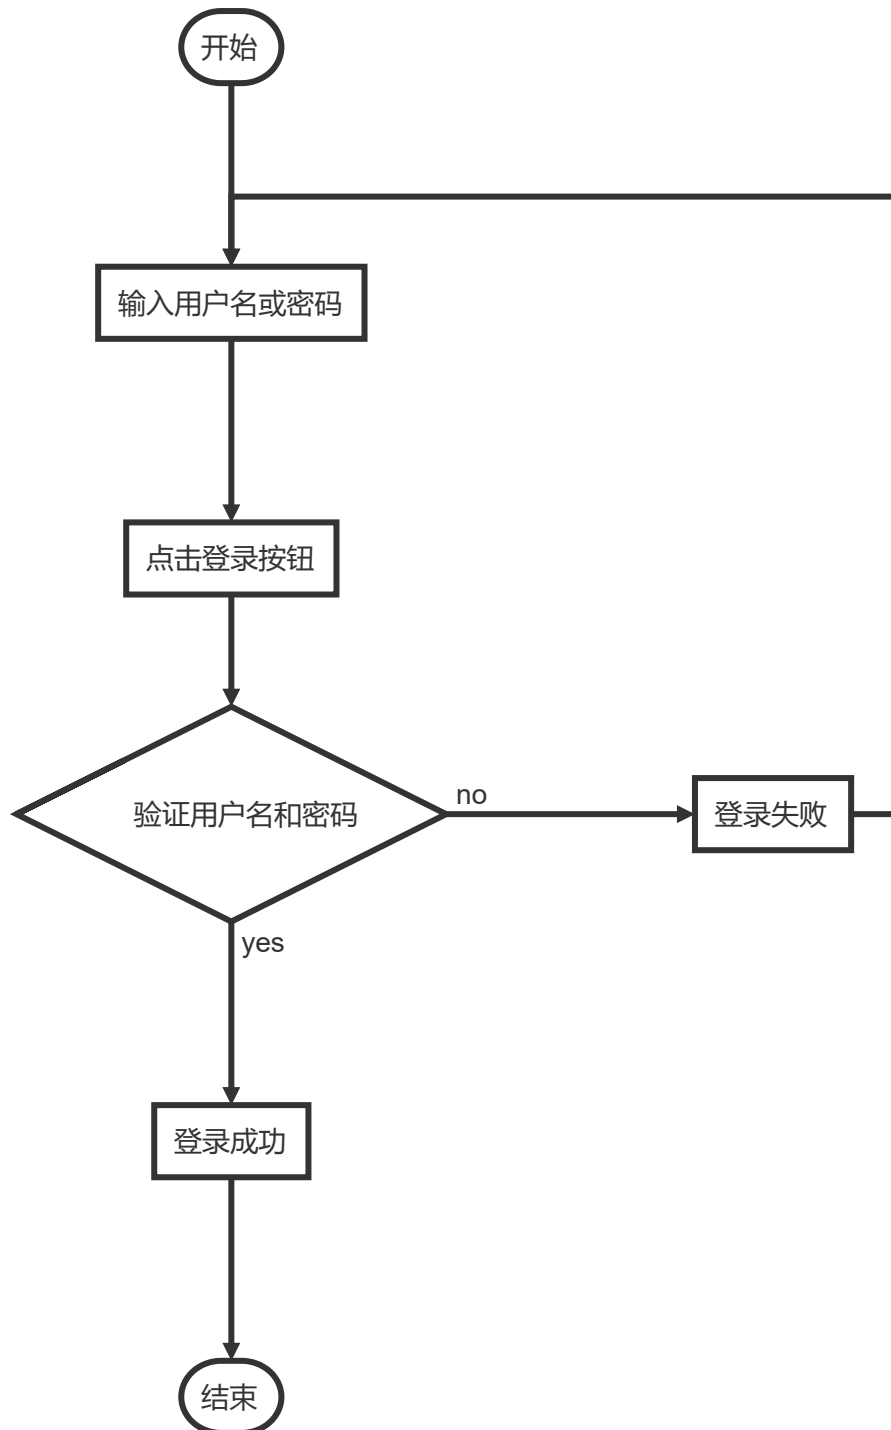 开始
输入用户名或密码
点击登录按钮
验证用户名和密码
no
登录失败
yes
登录成功
结束